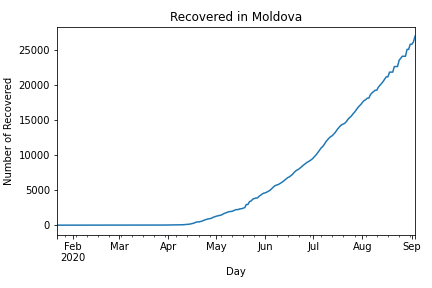 Recovered in Moldova
Number of Recovered
25000
20000
15000
10000
5000
0
Feb Mar Apr May Jun Jul Aug Sep
2020
Day